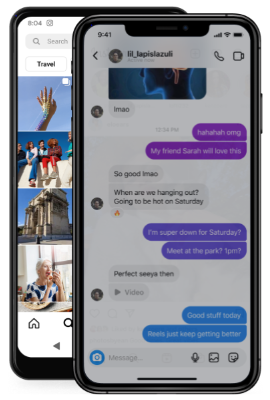 8:04
Search
Travel
9:41
lil_lapislazuli
lmao
12:04 PM
hahahah omg
My friend Sarah will love this
So good lmao
When are we hanging out?
Going to be hot on Saturday
🔥
I'm super down for Saturday?
Meet at the park? 1pm?
Perfect seeya then
Video
Good stuff today
Reels just keep getting better
Message...